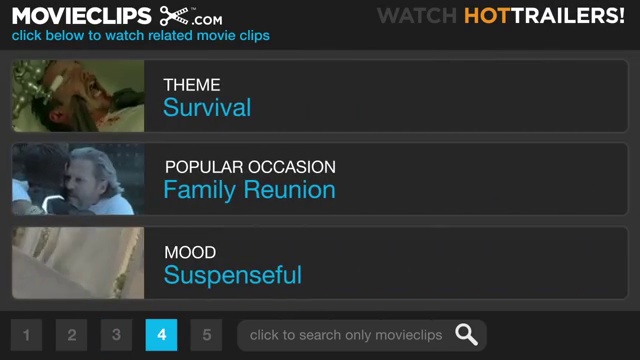 MOVIECLIPS.COM™ WATCH HOTTRAILERS!
click below to watch related movie clips
THEME
Survival
POPULAR OCCASION
Family Reunion
MOOD
Suspenseful
1 2 3 4 5 click to search only movieclips